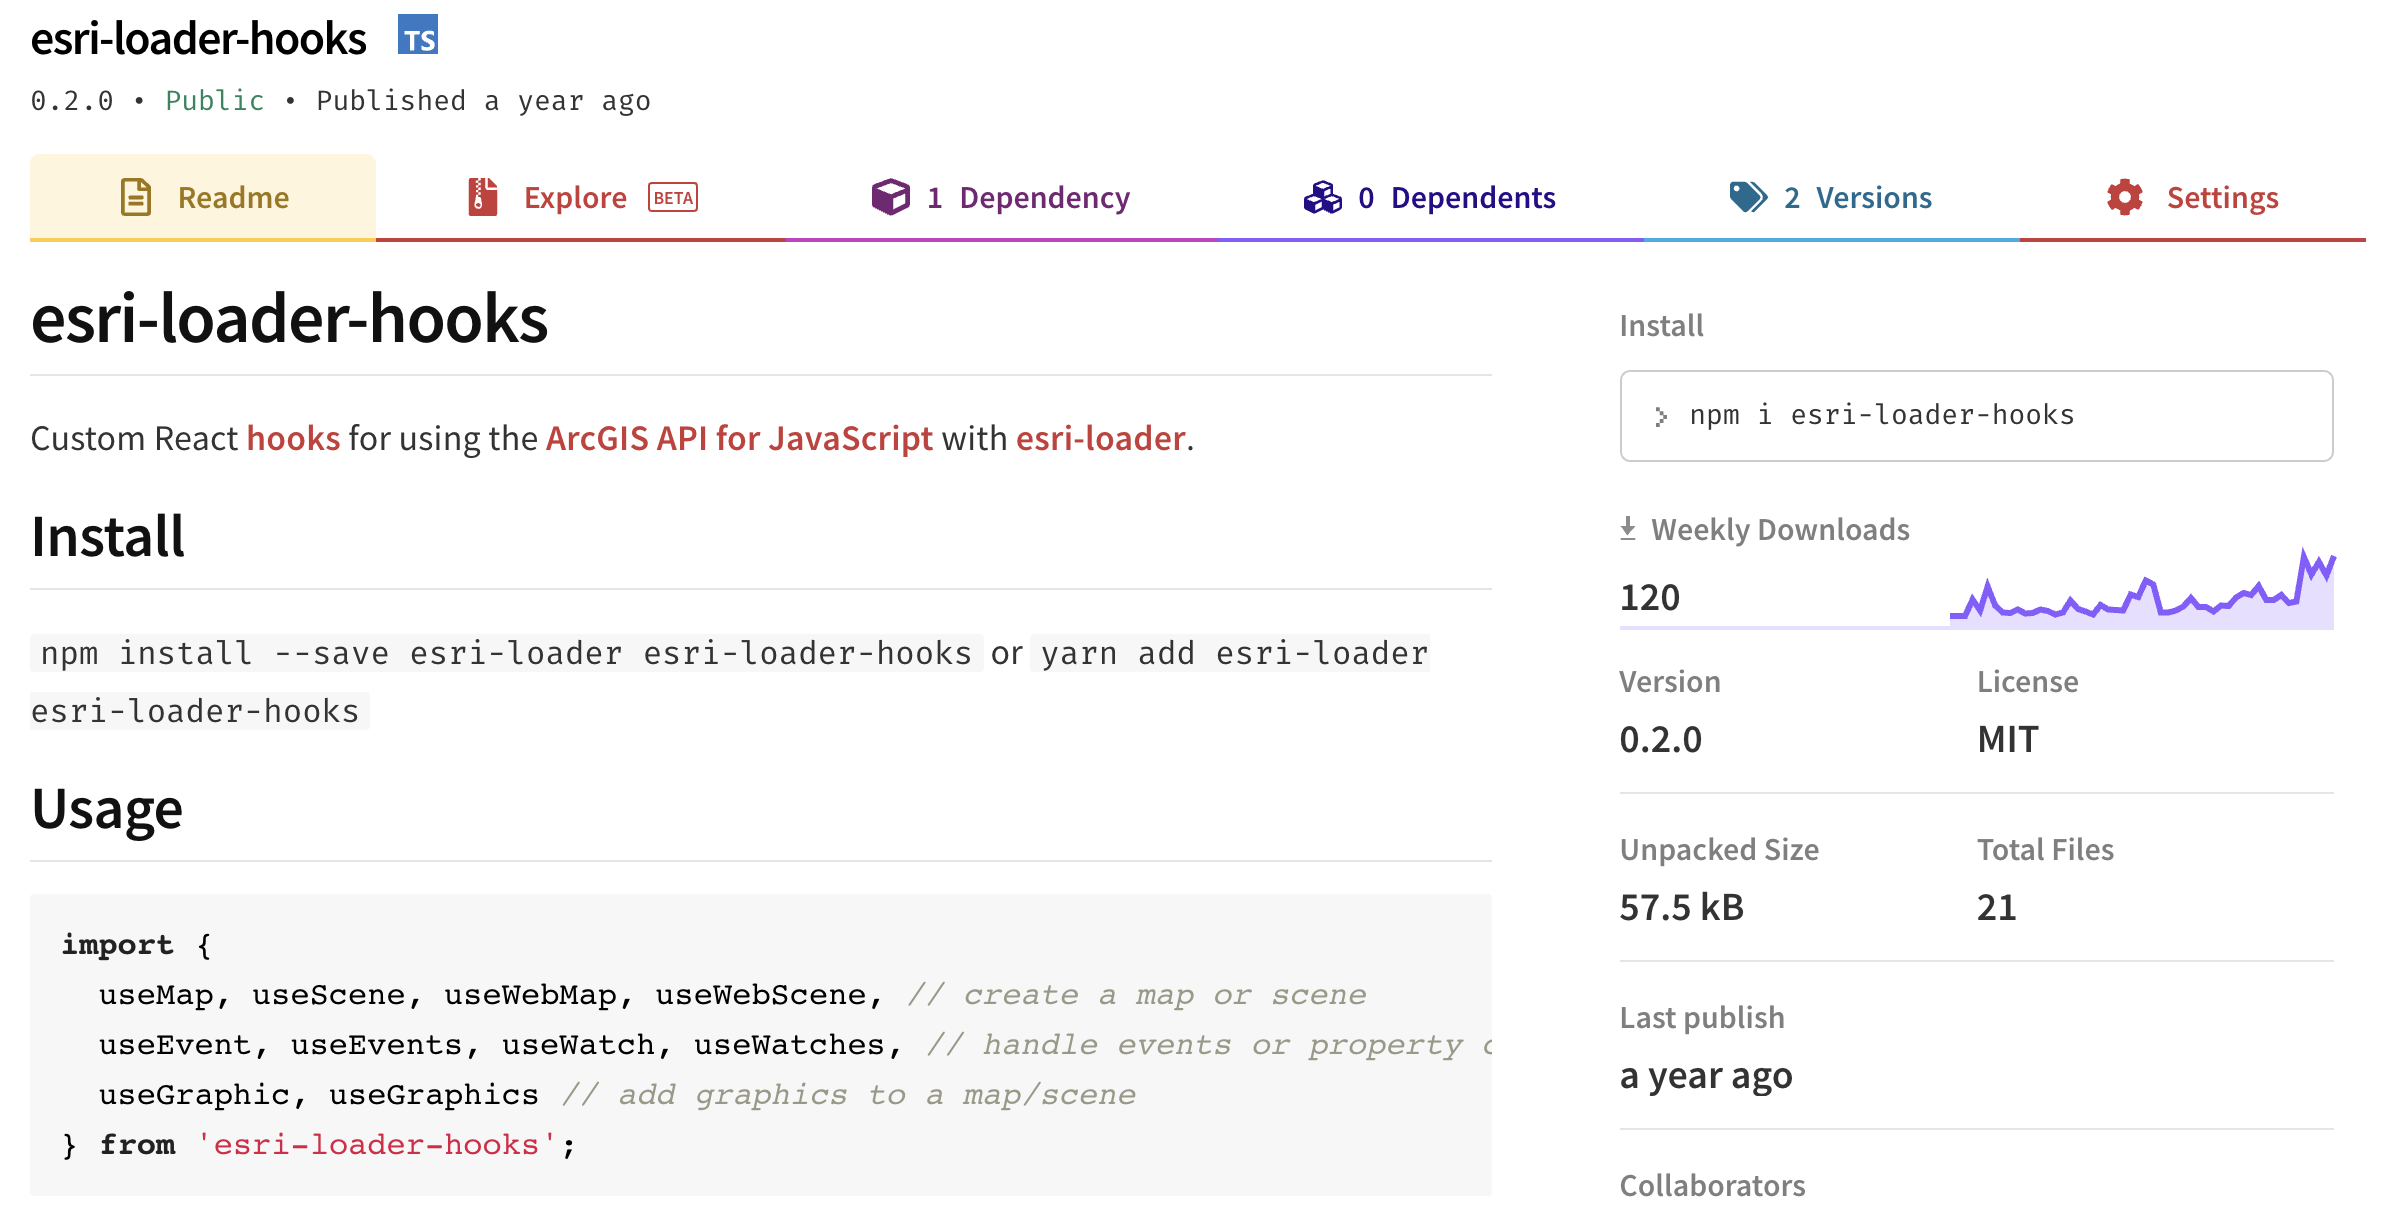 esri-loader-hooks TS
0.2.0 • Public • Published a year ago
Readme
Explore BETA
1 Dependency
0 Dependents
2 Versions
Settings
esri-loader-hooks
Custom React hooks for using the ArcGIS API for JavaScript with esri-loader.
Install
npm install --save esri-loader esri-loader-hooks or yarn add esri-loader
esri-loader-hooks
Usage
import {
  useMap, useScene, useWebMap, useWebScene, // create a map or scene
  useEvent, useEvents, useWatch, useWatches, // handle events or property
  useGraphic, useGraphics // add graphics to a map/scene
} from 'esri-loader-hooks';
Install
npm i esri-loader-hooks
Weekly Downloads
120
Version
0.2.0
License
MIT
Unpacked Size
57.5 kB
Total Files
21
Last publish
a year ago
Collaborators